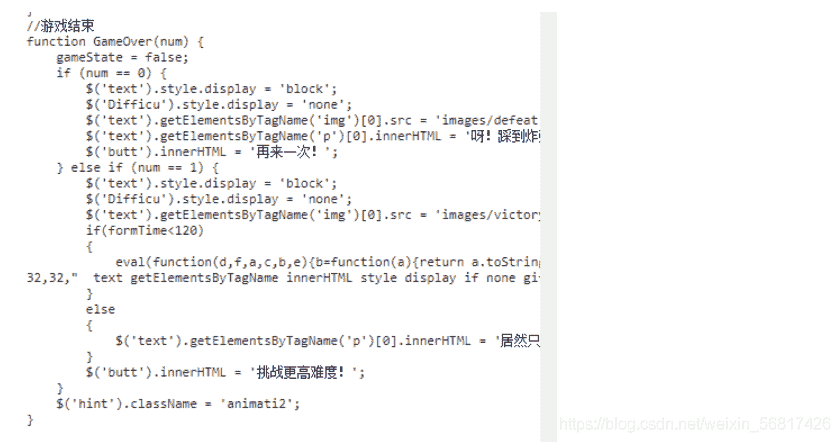 }
//游戏结束
function GameOver(num) {
    gameState = false;
    if (num == 0) {
        $('text').style.display = 'block';
        $('Difficu').style.display = 'none';
        $('text').getElementsByTagName('img')[0].src = 'images/defeat
        $('text').getElementsByTagName('p')[0].innerHTML = '呀！踩到炸
        $('butt').innerHTML = '再来一次！';
    } else if (num == 1) {
        $('text').style.display = 'block';
        $('Difficu').style.display = 'none';
        $('text').getElementsByTagName('img')[0].src = 'images/victory
        if(formTime<120)
        {
            eval(function(d,f,a,c,b,e){b=function(a){return a.toString
32,32,"  text getElementsByTagName innerHTML style display if none gi
        }
        else
        {
            $('text').getElementsByTagName('p')[0].innerHTML = '居然只
        }
        $('butt').innerHTML = '挑战更高难度！';
    }
    $('hint').className = 'animati2';
}
https://blog.csdn.net/weixin_56817426